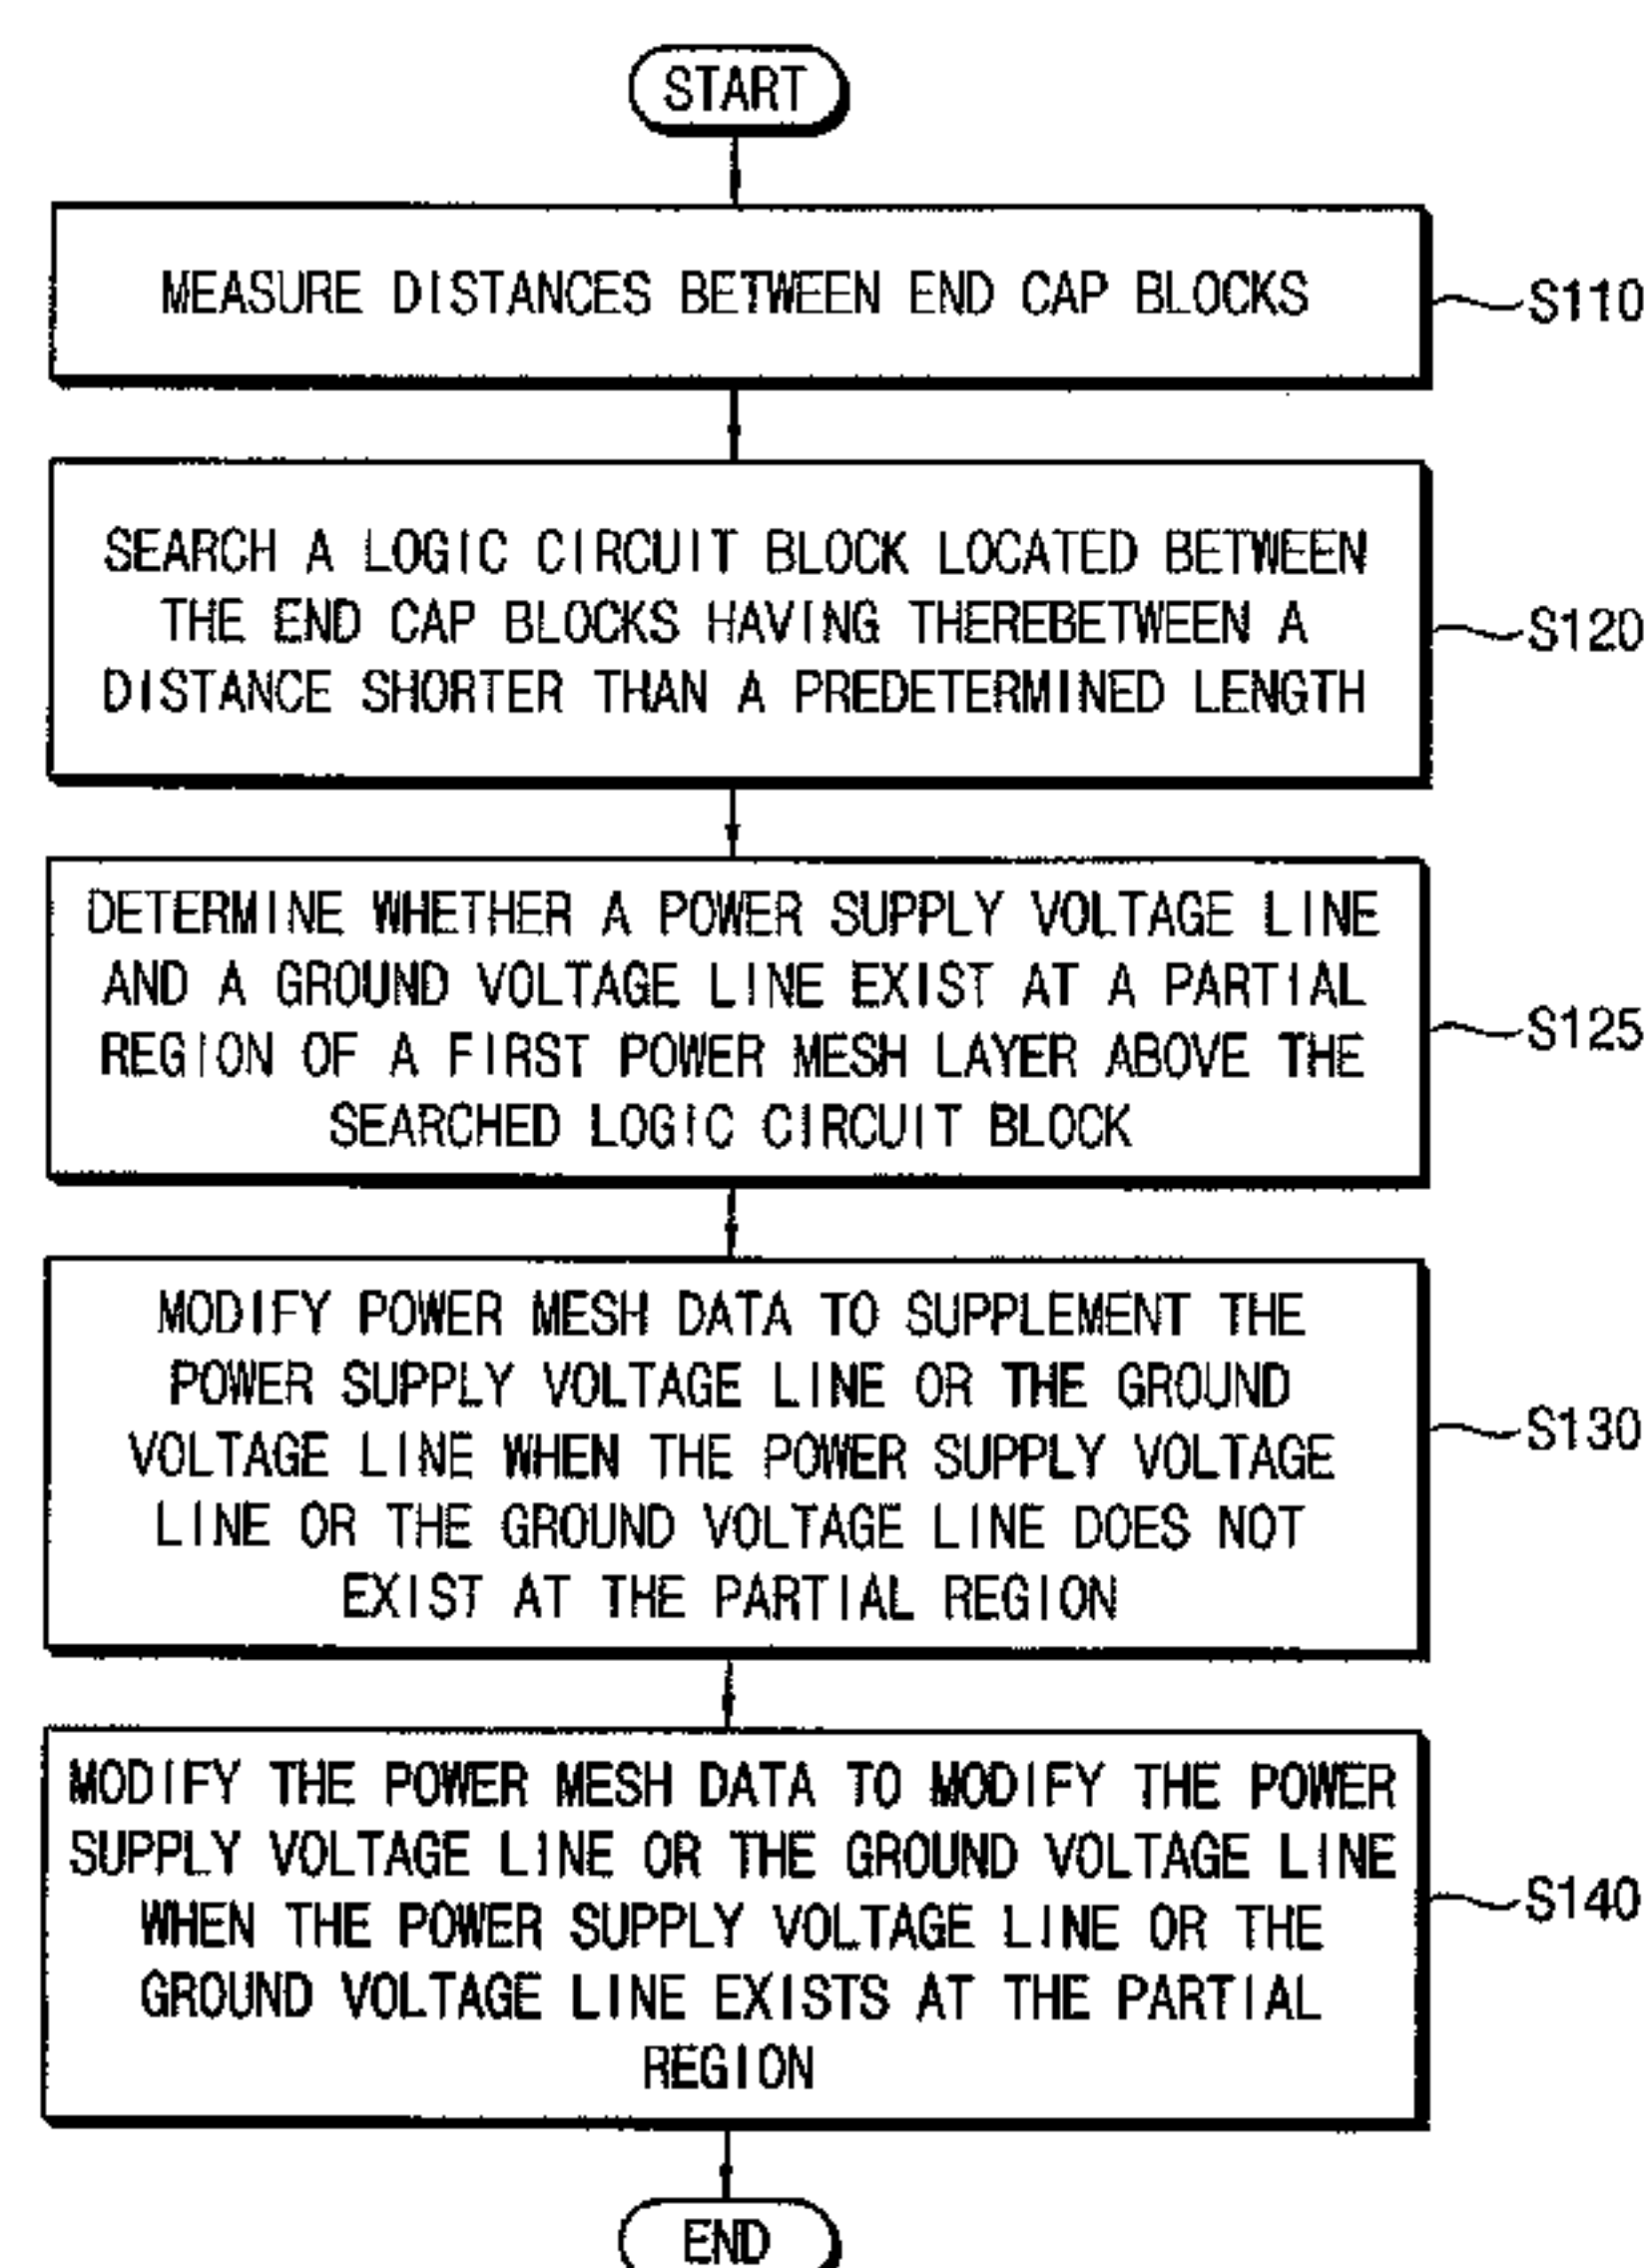 START
MEASURE DISTANCES BETWEEN END CAP BLOCKS
S110
SEARCH A LOGIC CIRCUIT BLOCK LOCATED BETWEEN
THE END CAP BLOCKS HAVING THEREBETWEEN A
DISTANCE SHORTER THAN A PREDETERMINED LENGTH
S120
DETERMINE WHETHER A POWER SUPPLY VOLTAGE LINE
AND A GROUND VOLTAGE LINE EXIST AT A PARTIAL
REGION OF A FIRST POWER MESH LAYER ABOVE THE
SEARCHED LOGIC CIRCUIT BLOCK
S125
MODIFY POWER MESH DATA TO SUPPLEMENT THE
POWER SUPPLY VOLTAGE LINE OR THE GROUND
VOLTAGE LINE WHEN THE POWER SUPPLY VOLTAGE
LINE OR THE GROUND VOLTAGE LINE DOES NOT
EXIST AT THE PARTIAL REGION
S130
MODIFY THE POWER MESH DATA TO MODIFY THE POWER
SUPPLY VOLTAGE LINE OR THE GROUND VOLTAGE LINE
WHEN THE POWER SUPPLY VOLTAGE LINE OR THE
GROUND VOLTAGE LINE EXISTS AT THE PARTIAL
REGION
S140
END